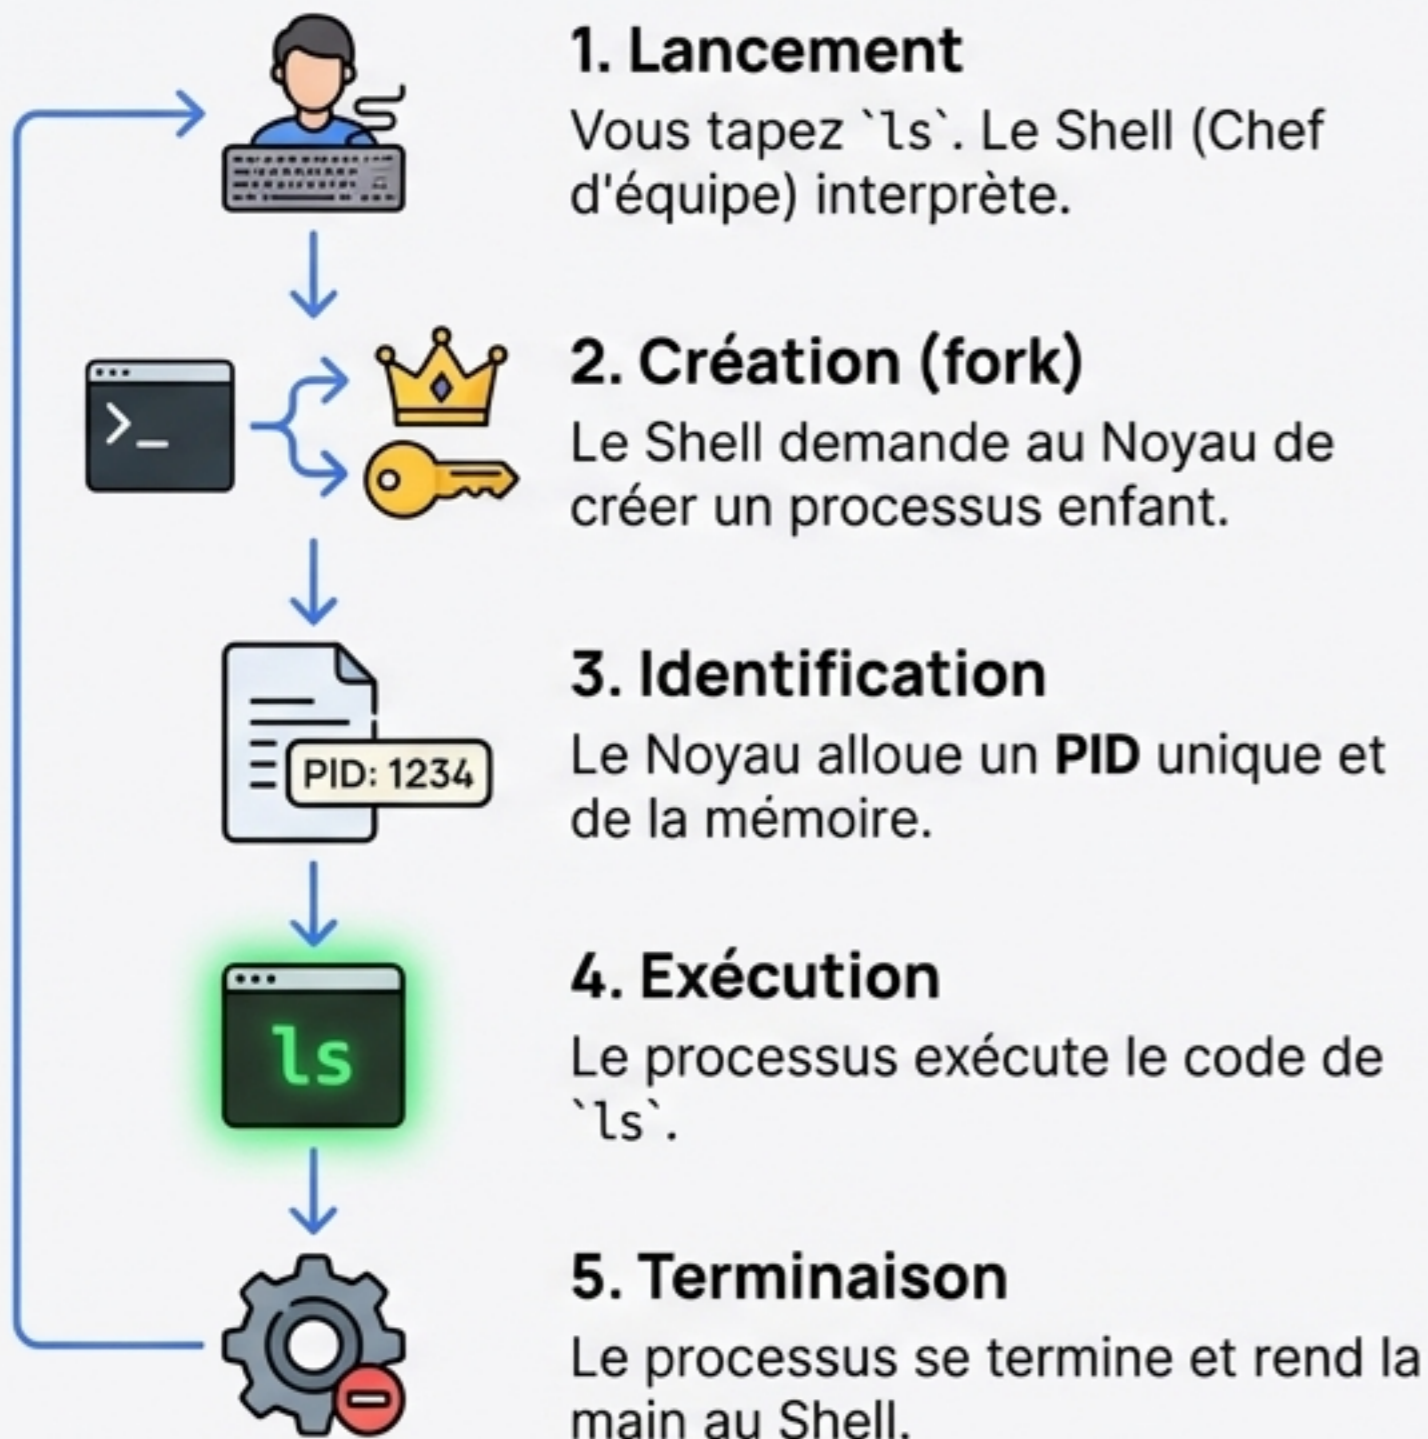 1. Lancement
Vous tapez `ls`. Le Shell (Chef
d'équipe) interprète.
>_
2. Création (fork)
Le Shell demande au Noyau de
créer un processus enfant.
3. Identification
PID: 1234
Le Noyau alloue un PID unique et
de la mémoire.
ls
4. Exécution
Le processus exécute le code de
`ls`.
5. Terminaison
Le processus se termine et rend la
main au Shell.